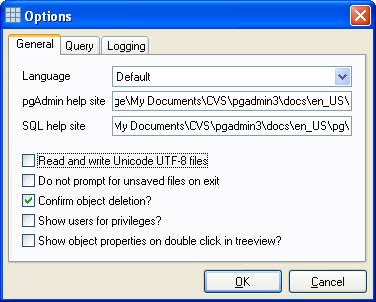 Options
General Query Logging
Language Default
pgAdmin help site ge\My Documents\CVS\pgadmin3\docs\en_US\
SQL help site My Documents\CVS\pgadmin3\docs\en_US\pg\
Read and write Unicode UTF-8 files
Do not prompt for unsaved files on exit
Confirm object deletion?
Show users for privileges?
Show object properties on double click in treeview?
OK Cancel